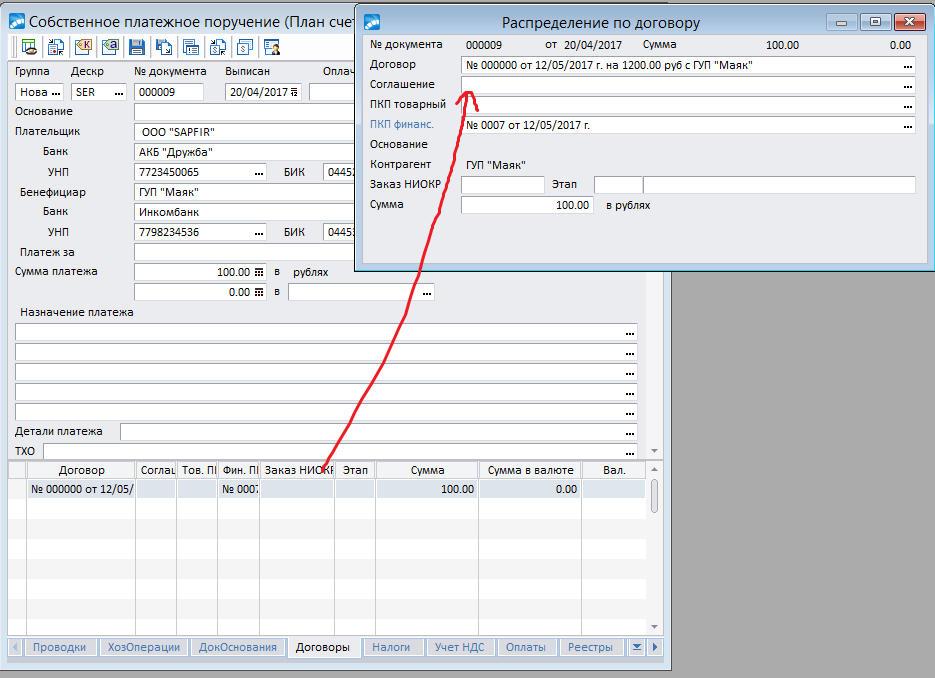 Собственное платежное поручение (План счет
Группа Дескр № документа Выписан Оплач
Нова ... SER ... 000009 20/04/2017
Основание
Плательщик ООО "SAPFIR"
Банк АКБ "Дружба"
УНП 7723450065 ... БИК 0445
Бенефициар ГУП "Маяк"
Банк Инкомбанк
УНП 7798234536 ... БИК 0445
Платеж за
Сумма платежа 100.00 в рублях
0.00 в ...
Назначение платежа
...
...
...
...
...
Детали платежа ...
ТХО ...
Договор Соглац Тов. ПІ Фин. ПІ Заказ НИОКР Этап Сумма Сумма в валюте Вал.
№ 000000 от 12/05/ № 0007 100.00 0.00
Проводки ХозОперации ДокОснования Договоры Налоги Учет НДС Оплаты Реестры
Распределение по договору
№ документа 000009 от 20/04/2017 Сумма 100.00 0.00
Договор № 000000 от 12/05/2017 г. на 1200.00 руб с ГУП "Маяк" ...
Соглашение ...
ПКП товарный ...
ПКП финанс. № 0007 от 12/05/2017 г. ...
Основание
Контрагент ГУП "Маяк"
Заказ НИОКР Этап
Сумма 100.00 в рублях